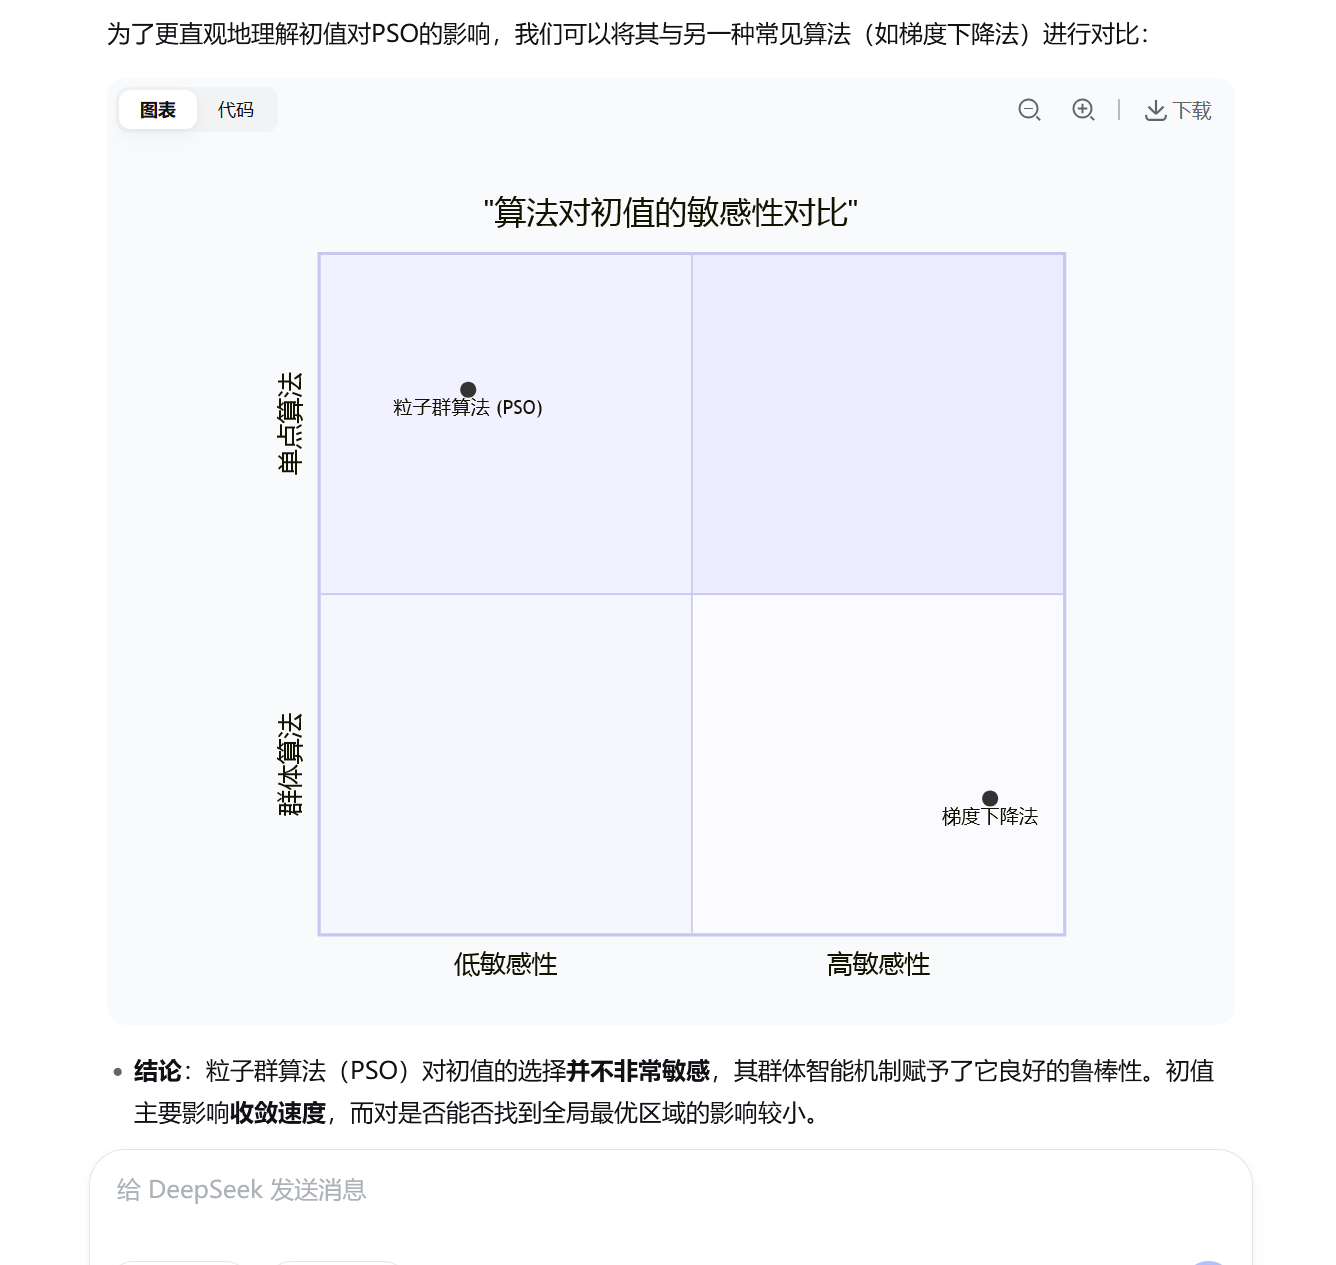 为了更直观地理解初值对PSO的影响，我们可以将其与另一种常见算法（如梯度下降法）进行对比：
图表
代码
下载
"算法对初值的敏感性对比"
单点算法
粒子群算法 (PSO)
群体算法
梯度下降法
低敏感性
高敏感性
结论：粒子群算法（PSO）对初值的选择并不非常敏感，其群体智能机制赋予了它良好的鲁棒性。初值
主要影响收敛速度，而对是否能否找到全局最优区域的影响较小。
给 DeepSeek 发送消息